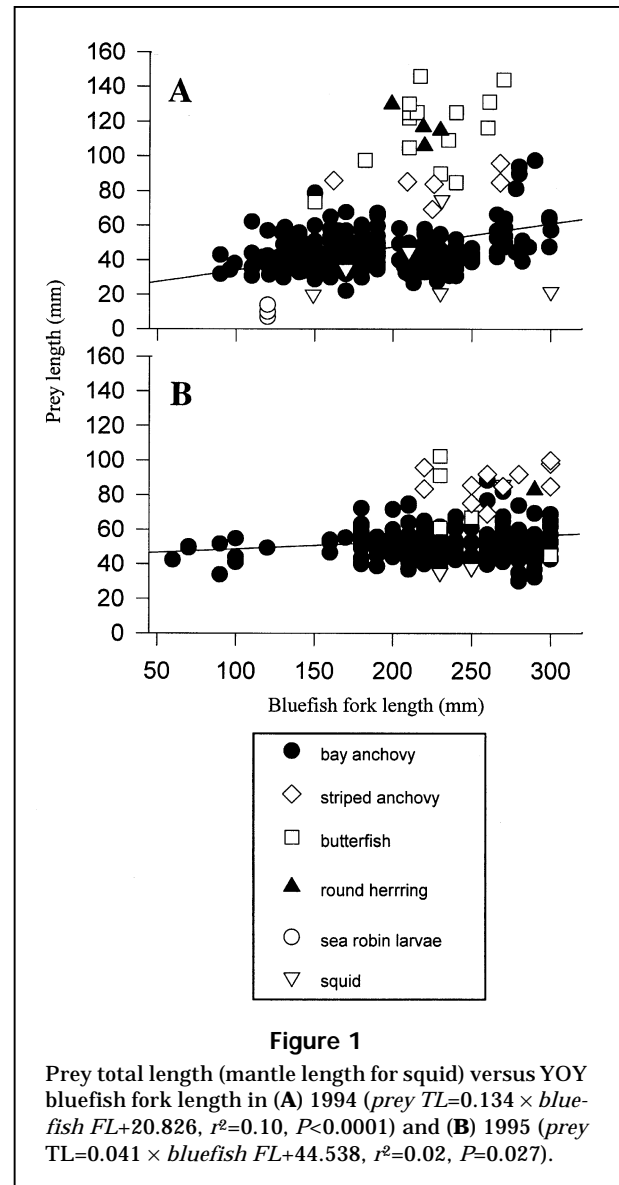 A
160
140
120
100
80
60
40
20
0
Prey length (mm)
B
160
140
120
100
80
60
40
20
0
50 100 150 200 250 300
Bluefish fork length (mm)
bay anchovy
striped anchovy
butterfish
round herrring
sea robin larvae
squid
Figure 1
Prey total length (mantle length for squid) versus YOY
bluefish fork length in (A) 1994 (prey TL=0.134 × blue-
fish FL+20.826, r²=0.10, P<0.0001) and (B) 1995 (prey
TL=0.041 × bluefish FL+44.538, r²=0.02, P=0.027).